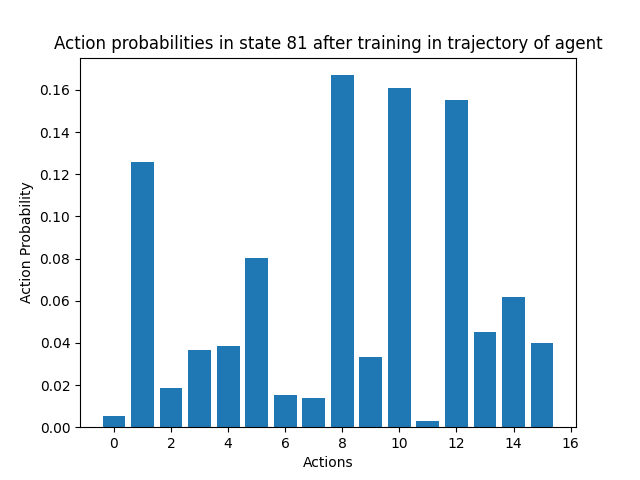 Action probabilities in state 81 after training in trajectory of agent
0.16
0.14
0.12
0.10
0.08
0.06
0.04
0.02
0.00
Action Probability
0 2 4 6 8 10 12 14 16
Actions